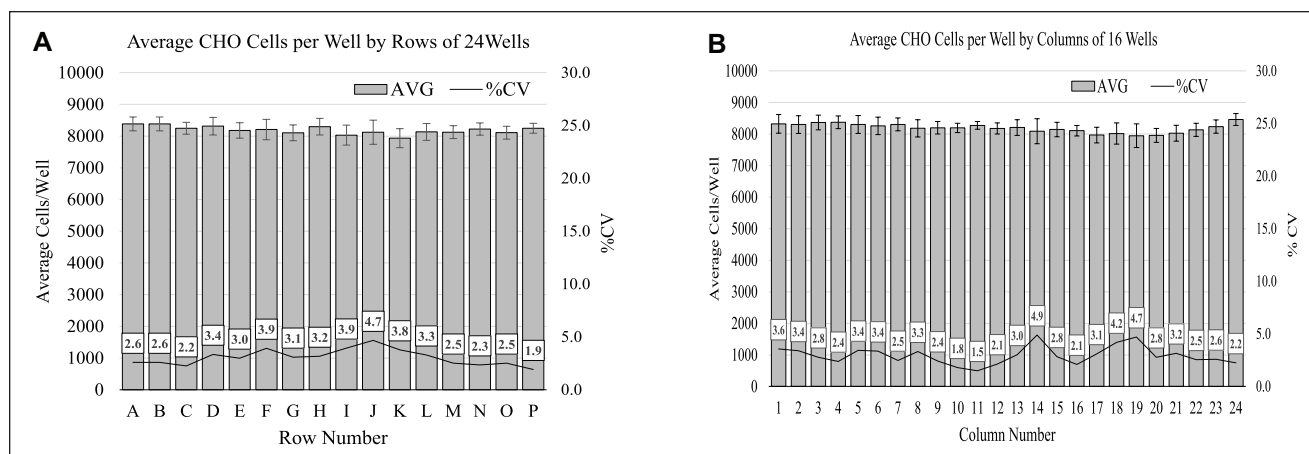 A
Average CHO Cells per Well by Rows of 24Wells
10000
9000
8000
7000
6000
5000
4000
3000
2000
1000
0
Average Cells/Well
AVG
%CV
30.0
25.0
20.0
15.0
10.0
5.0
0.0
%CV
2.6 2.6 2.2 3.4 3.0 3.9 3.1 3.2 3.9 4.7 3.8 3.3 2.5 2.3 2.5 1.9
A B C D E F G H I J K L M N O P
Row Number
B
Average CHO Cells per Well by Columns of 16 Wells
10000
9000
8000
7000
6000
5000
4000
3000
2000
1000
0
Average Cells/Well
AVG
%CV
30.0
25.0
20.0
15.0
10.0
5.0
0.0
% CV
3.6 3.4 2.8 2.4 3.4 3.4 2.5 3.3 2.4 1.8 1.5 2.1 3.0 4.9 2.8 2.1 3.1 4.2 4.7 2.8 3.2 2.5 2.6 2.2
1 2 3 4 5 6 7 8 9 10 11 12 13 14 15 16 17 18 19 20 21 22 23 24
Column Number